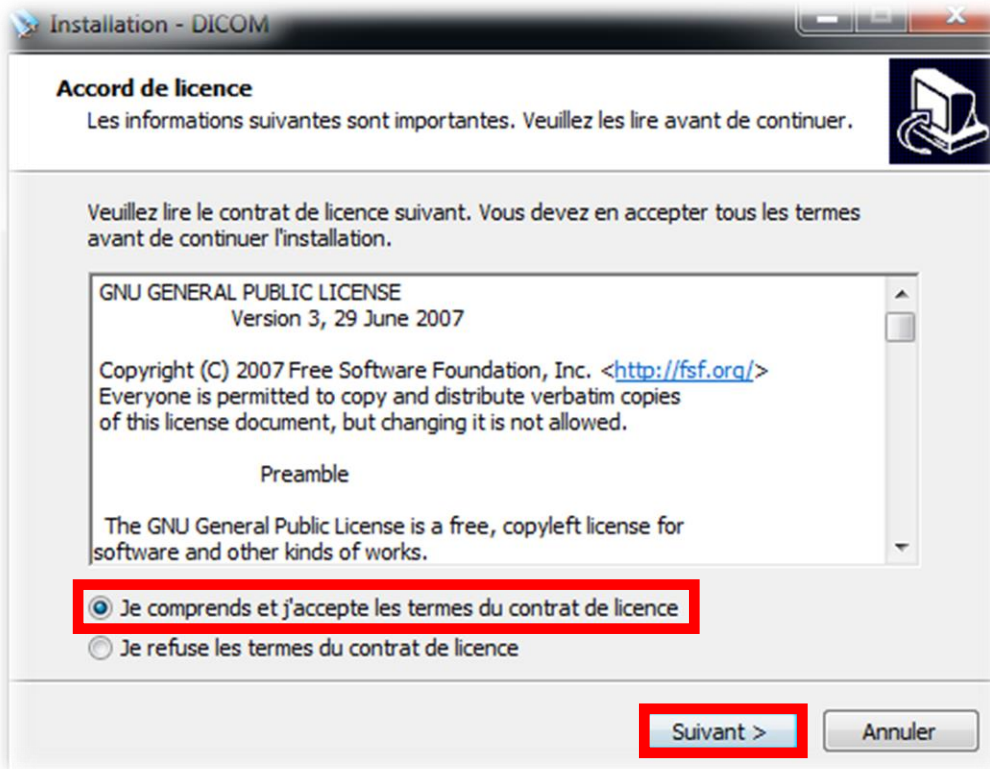 Installation - DICOM
Accord de licence
Les informations suivantes sont importantes. Veuillez les lire avant de continuer.
Veuillez lire le contrat de licence suivant. Vous devez en accepter tous les termes
avant de continuer l'installation.
GNU GENERAL PUBLIC LICENSE
Version 3, 29 June 2007
Copyright (C) 2007 Free Software Foundation, Inc. <http://fsf.org/>
Everyone is permitted to copy and distribute verbatim copies
of this license document, but changing it is not allowed.
Preamble
The GNU General Public License is a free, copyleft license for
software and other kinds of works.
Je comprends et j'accepte les termes du contrat de licence
Je refuse les termes du contrat de licence
Suivant >
Annuler